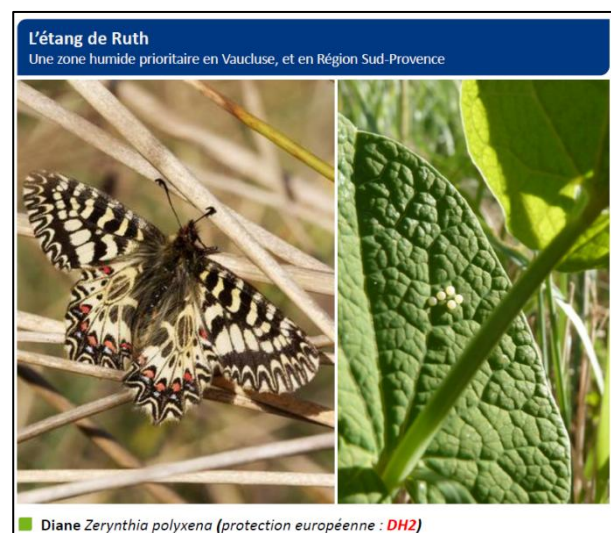 L’étang de Ruth
Une zone humide prioritaire en Vaucluse, et en Région Sud-Provence
Diane Zerynthia polyxena (protection européenne : DH2)